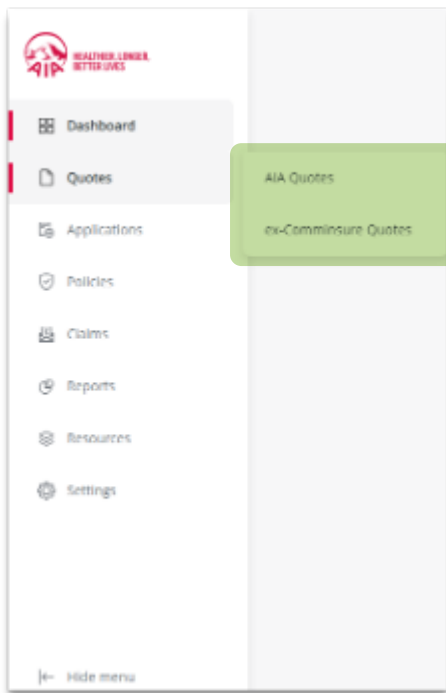 AIA
HEALTHIER, LONGER,
BETTER LIVES
Dashboard
Quotes
AIA Quotes
ex-Comminsure Quotes
Applications
Policies
Claims
Reports
Resources
Settings
Hide menu